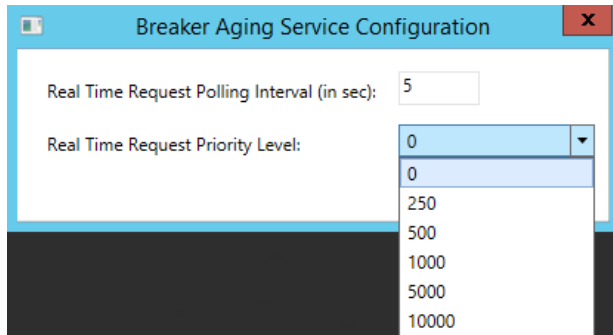 Breaker Aging Service Configuration
x
Real Time Request Polling Interval (in sec): 5
Real Time Request Priority Level: 0
0
250
500
1000
5000
10000